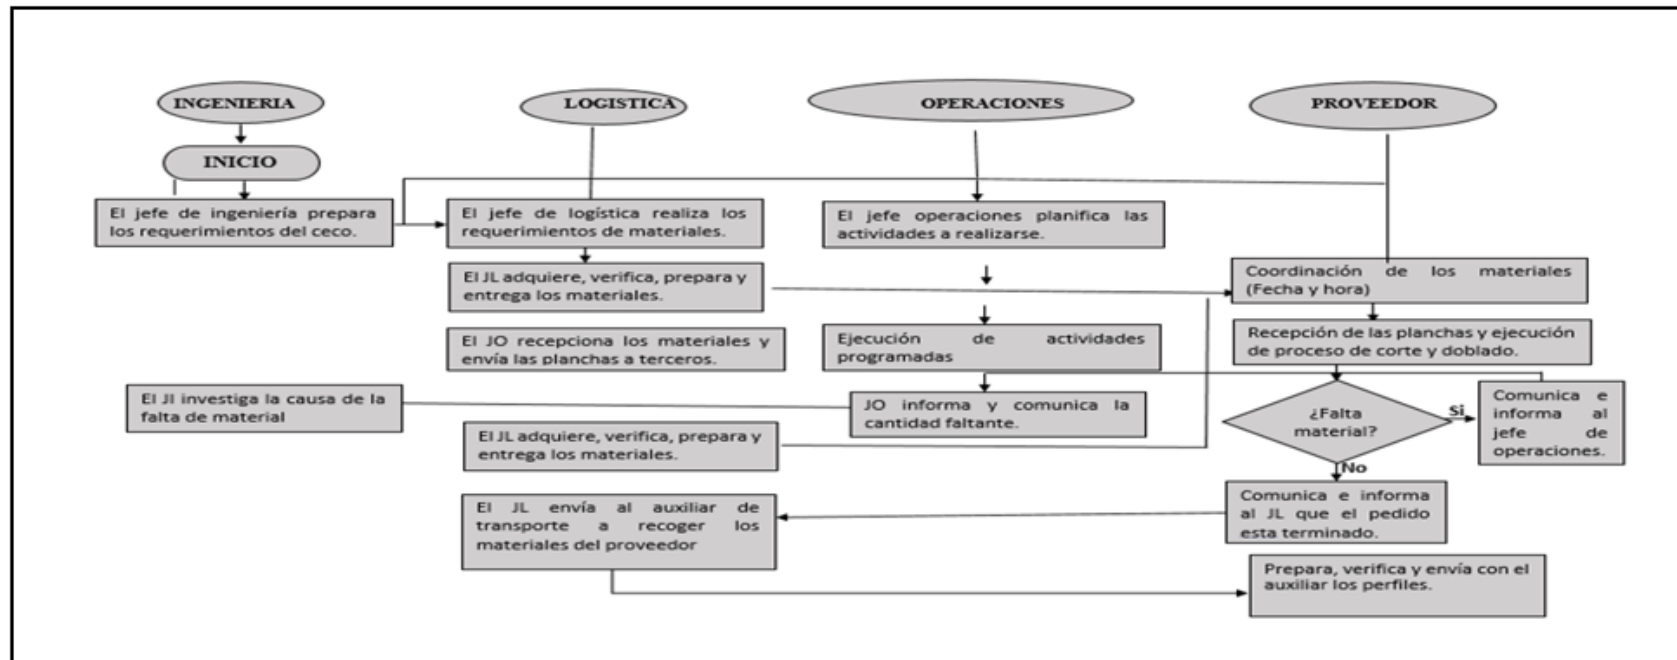 INGENIERIA
LOGISTICA
OPERACIONES
PROVEEDOR
INICIO
El jefe de ingeniería prepara
los requerimientos del ceco.
El jefe de logística realiza los
requerimientos de materiales.
El jefe operaciones planifica las
actividades a realizarse.
El JL adquiere, verifica, prepara y
entrega los materiales.
Coordinación de los materiales
(Fecha y hora)
El JO recepciona los materiales y
envía las planchas a terceros.
Ejecución de actividades
programadas
Recepción de las planchas y ejecución
de proceso de corte y doblado.
El JI investiga la causa de la
falta de material
JO informa y comunica la
cantidad faltante.
¿Falta
material?
Si
Comunica e
informa al
jefe de
operaciones.
El JL adquiere, verifica, prepara y
entrega los materiales.
No
El JL envía al auxiliar de
transporte a recoger los
materiales del proveedor
Comunica e informa
al JL que el pedido
esta terminado.
Prepara, verifica y envía con el
auxiliar los perfiles.